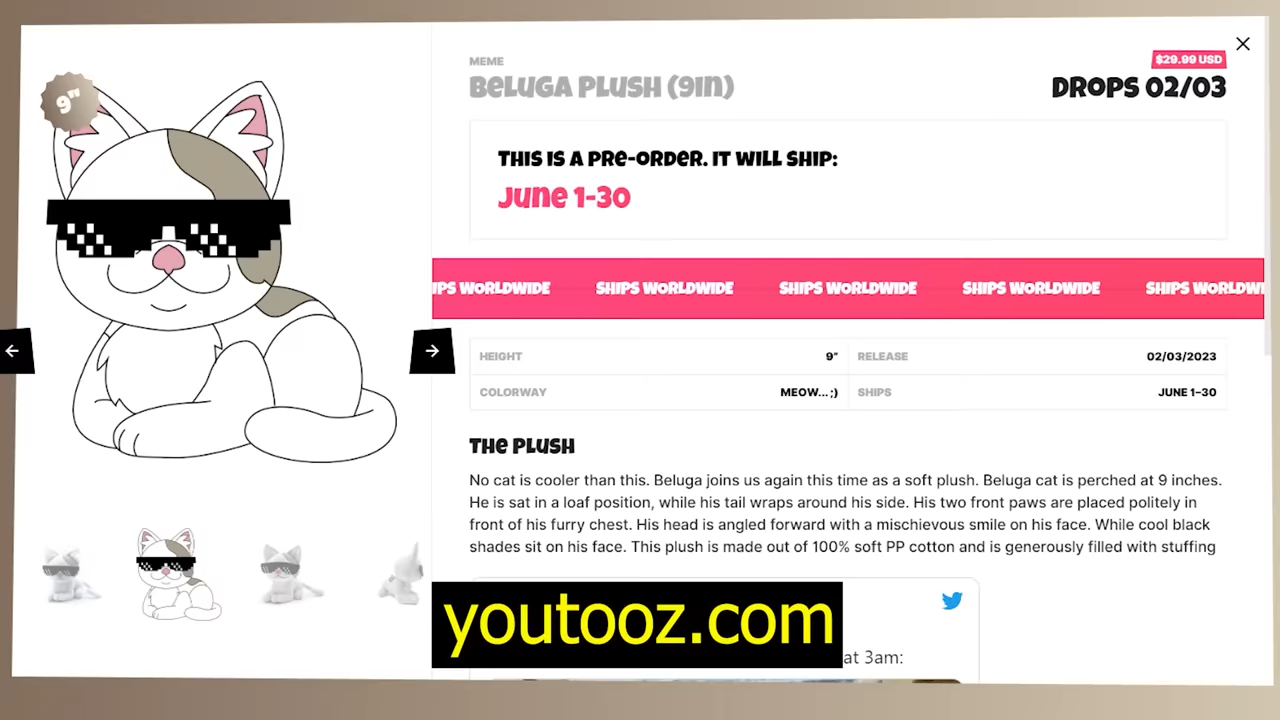 9"
MEME
BELUGA PLUSH (9IN)
$29.99 USD
DROPS 02/03
THIS IS A PRE-ORDER. IT WILL SHIP:
June 1-30
IPS WORLDWIDE SHIPS WORLDWIDE SHIPS WORLDWIDE SHIPS WORLDWIDE SHIPS WORLDWI
HEIGHT 9" RELEASE 02/03/2023
COLORWAY MEOW... ;) SHIPS JUNE 1–30
THE PLUSH
No cat is cooler than this. Beluga joins us again this time as a soft plush. Beluga cat is perched at 9 inches.
He is sat in a loaf position, while his tail wraps around his side. His two front paws are placed politely in
front of his furry chest. His head is angled forward with a mischievous smile on his face. While cool black
shades sit on his face. This plush is made out of 100% soft PP cotton and is generously filled with stuffing
youtooz.com
at 3am: